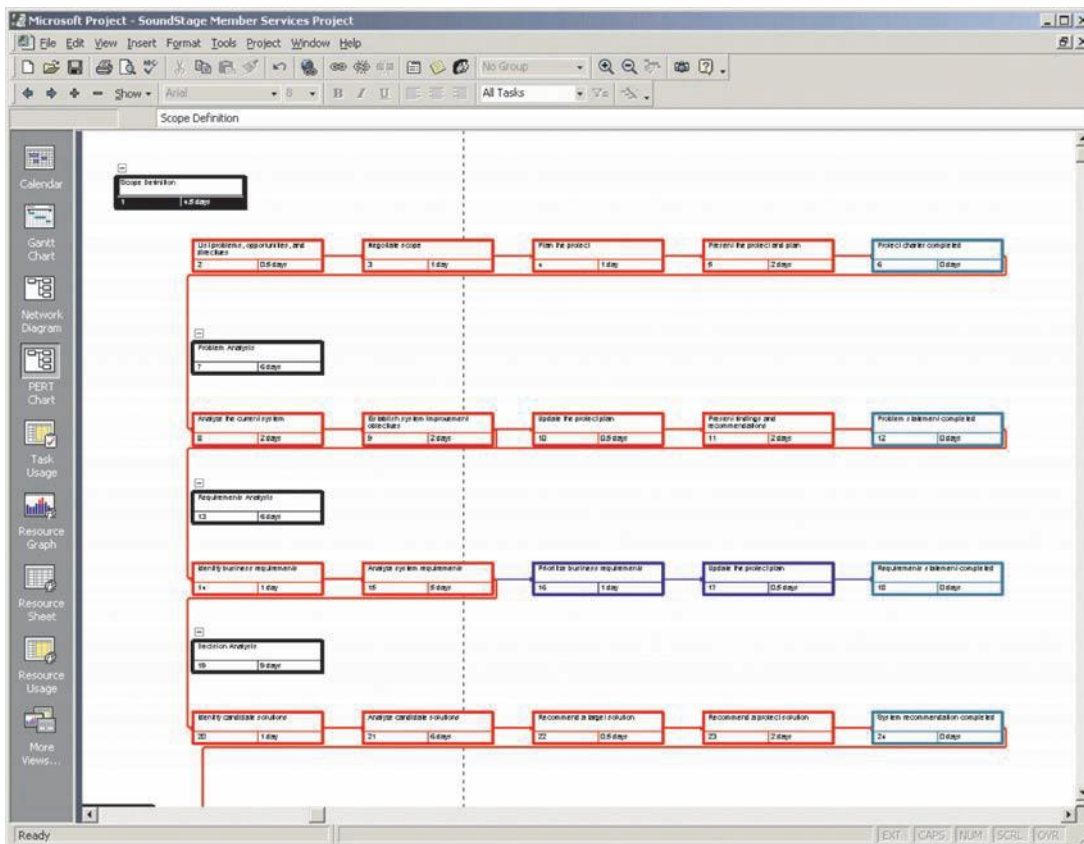 Microsoft Project - SoundStage Member Services Project
File Edit View Insert Format Tools Project Window Help
No Group
Show Arial 8 B I U All Tasks
Scope Definition
Calendar
Gantt
Chart
Network
Diagram
PERT
Chart
Task
Usage
Resource
Graph
Resource
Sheet
Resource
Usage
More
Views...
Scope Definition
1 4.5 days
List problems, opportunities, and
directives
2 0.5 days
Negotiate scope
3 1 day
Plan the project
4 1 day
Present the project and plan
5 2 days
Project charter completed
6 0 days
Problem Analysis
7 6 days
Analyze the current system
8 2 days
Establish system improvement
objectives
9 2 days
Update the project plan
10 0.5 days
Present findings and
recommendations
11 2 days
Problem statement completed
12 0 days
Requirements Analysis
13 6 days
Identify business requirements
14 1 day
Analyze system requirements
15 5 days
Prioritize business requirements
16 1 day
Update the project plan
17 0.5 days
Requirements statement completed
18 0 days
Decision Analysis
19 9 days
Identify candidate solutions
20 1 day
Analyze candidate solutions
21 6 days
Recommend a target solution
22 0.5 days
Recommend a project solution
23 2 days
System recommendation completed
24 0 days
Ready EXT CAPS NUM SCRL OVR